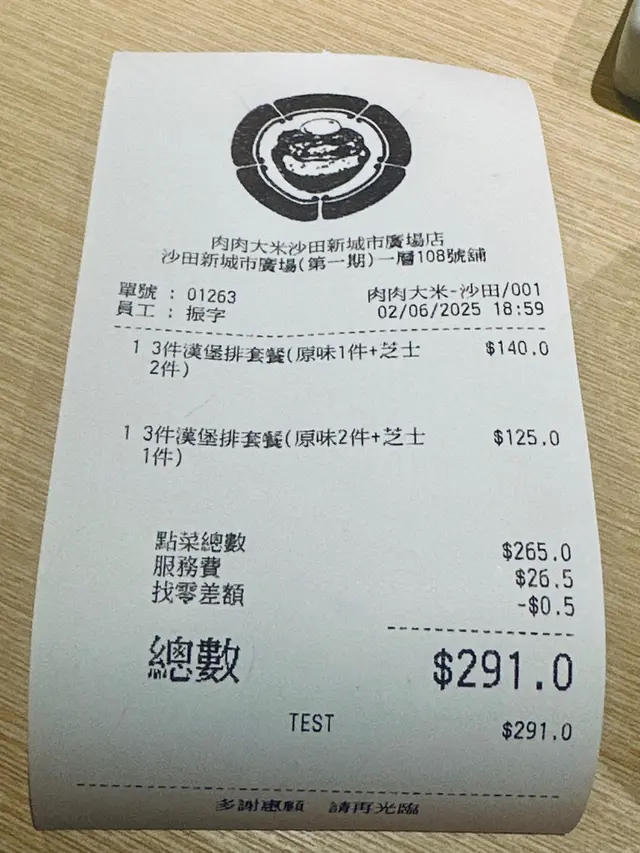 肉肉大米沙田新城市廣場店
沙田新城市廣場(第一期)一層108號舖
單號 : 01263 肉肉大米-沙田/001
員工 : 振字 02/06/2025 18:59
1 3件漢堡排套餐(原味1件+芝士 $140.0
2件)
1 3件漢堡排套餐(原味2件+芝士 $125.0
1件)
點菜總數 $265.0
服務費 $26.5
找零差額 -$0.5
總數 $291.0
TEST $291.0
多謝惠顧 請再光臨